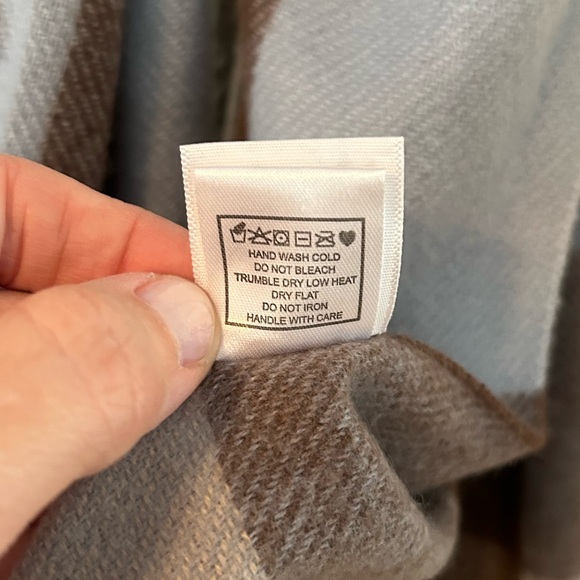 HAND WASH COLD
DO NOT BLEACH
TRUMBLE DRY LOW HEAT
DRY FLAT
DO NOT IRON
HANDLE WITH CARE